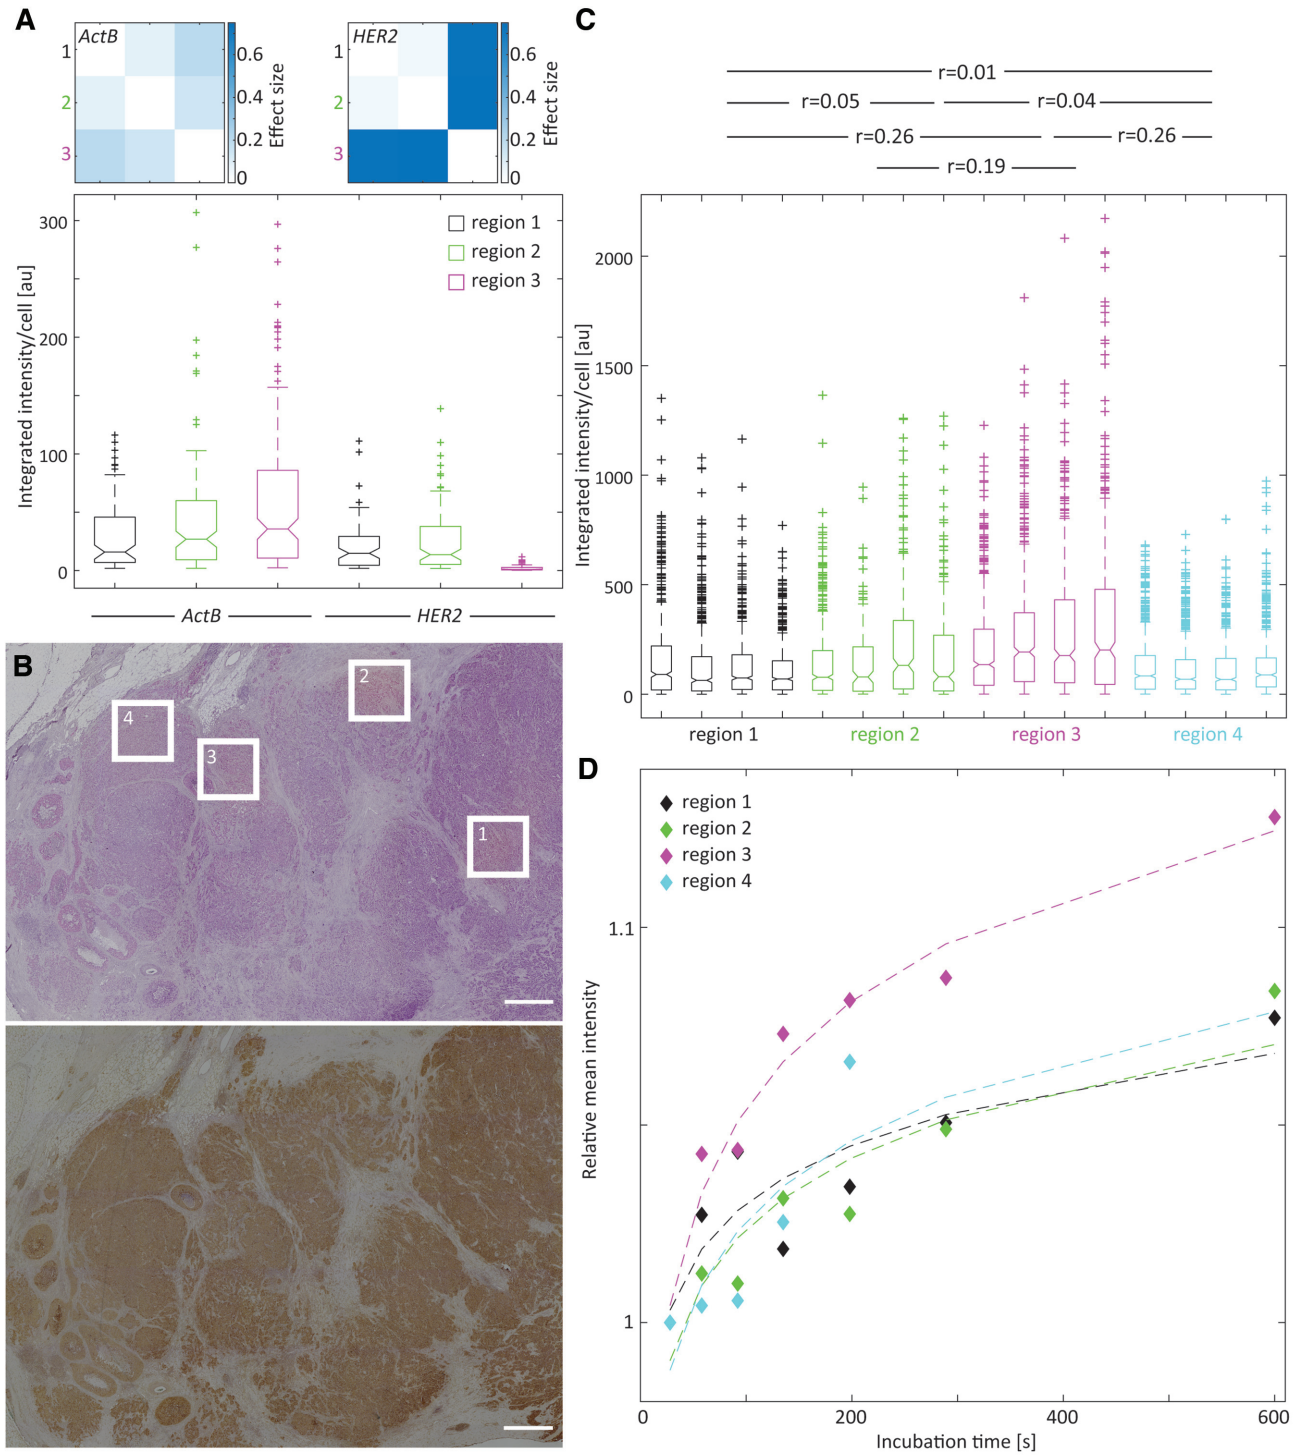 A
ActB
1
2
3
0.6
0.4
0.2
0
Effect size
HER2
1
2
3
0.6
0.4
0.2
0
Effect size
300
200
100
0
Integrated intensity/cell [au]
region 1
region 2
region 3
ActB
HER2
B
4
3
2
1
C
r=0.01
r=0.05
r=0.04
r=0.26
r=0.26
r=0.19
2000
1500
1000
500
0
Integrated intensity/cell [au]
region 1
region 2
region 3
region 4
D
region 1
region 2
region 3
region 4
1.1
1
Relative mean intensity
0
200
400
600
Incubation time [s]